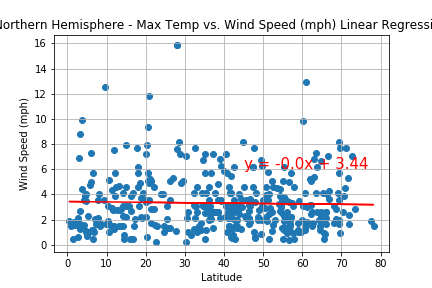 Northern Hemisphere - Max Temp vs. Wind Speed (mph) Linear Regressi
16
14
12
10
8
6
4
2
0
Wind Speed (mph)
y = -0.0x + 3.44
0 10 20 30 40 50 60 70 80
Latitude